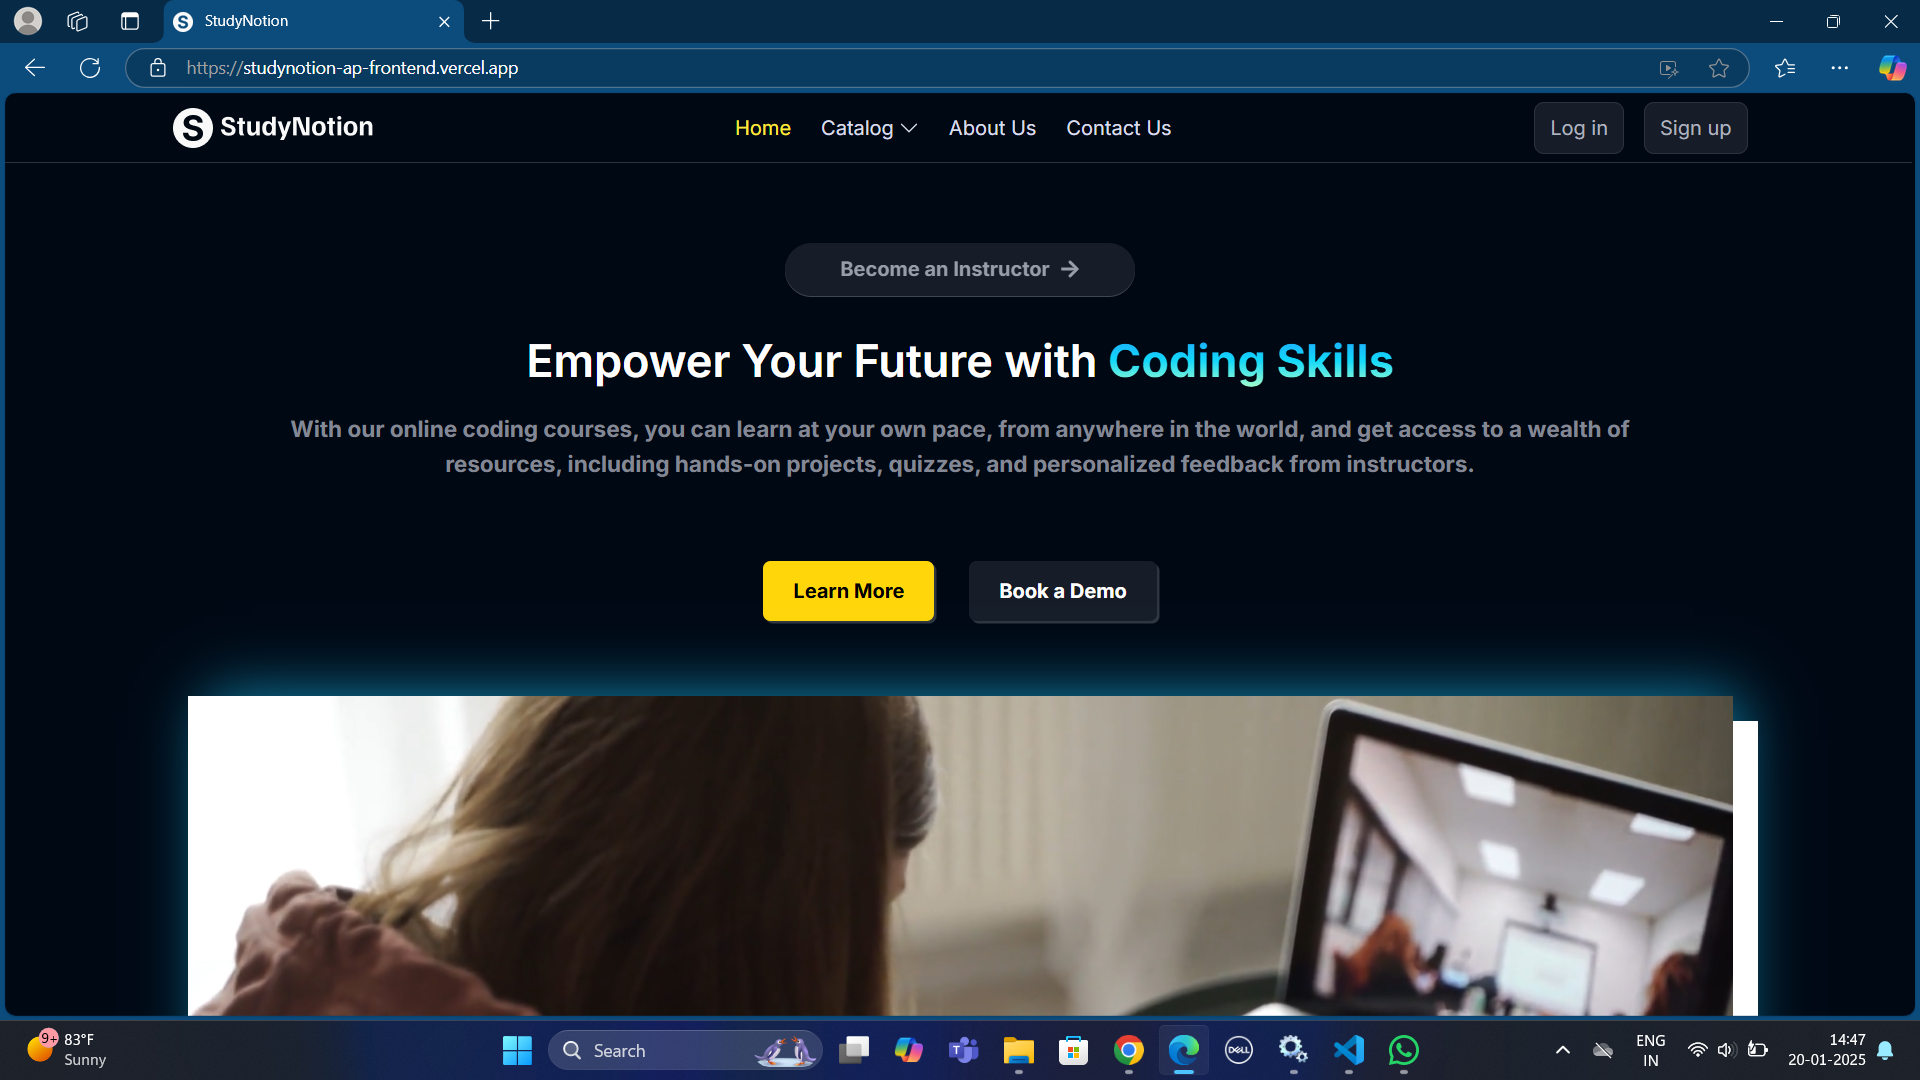 StudyNotion
https://studynotion-ap-frontend.vercel.app
StudyNotion
Home
Catalog
About Us
Contact Us
Log in
Sign up
Become an Instructor
Empower Your Future with Coding Skills
With our online coding courses, you can learn at your own pace, from anywhere in the world, and get access to a wealth of
resources, including hands-on projects, quizzes, and personalized feedback from instructors.
Learn More
Book a Demo
9+
83°F
Sunny
Search
DELL
ENG
IN
14:47
20-01-2025